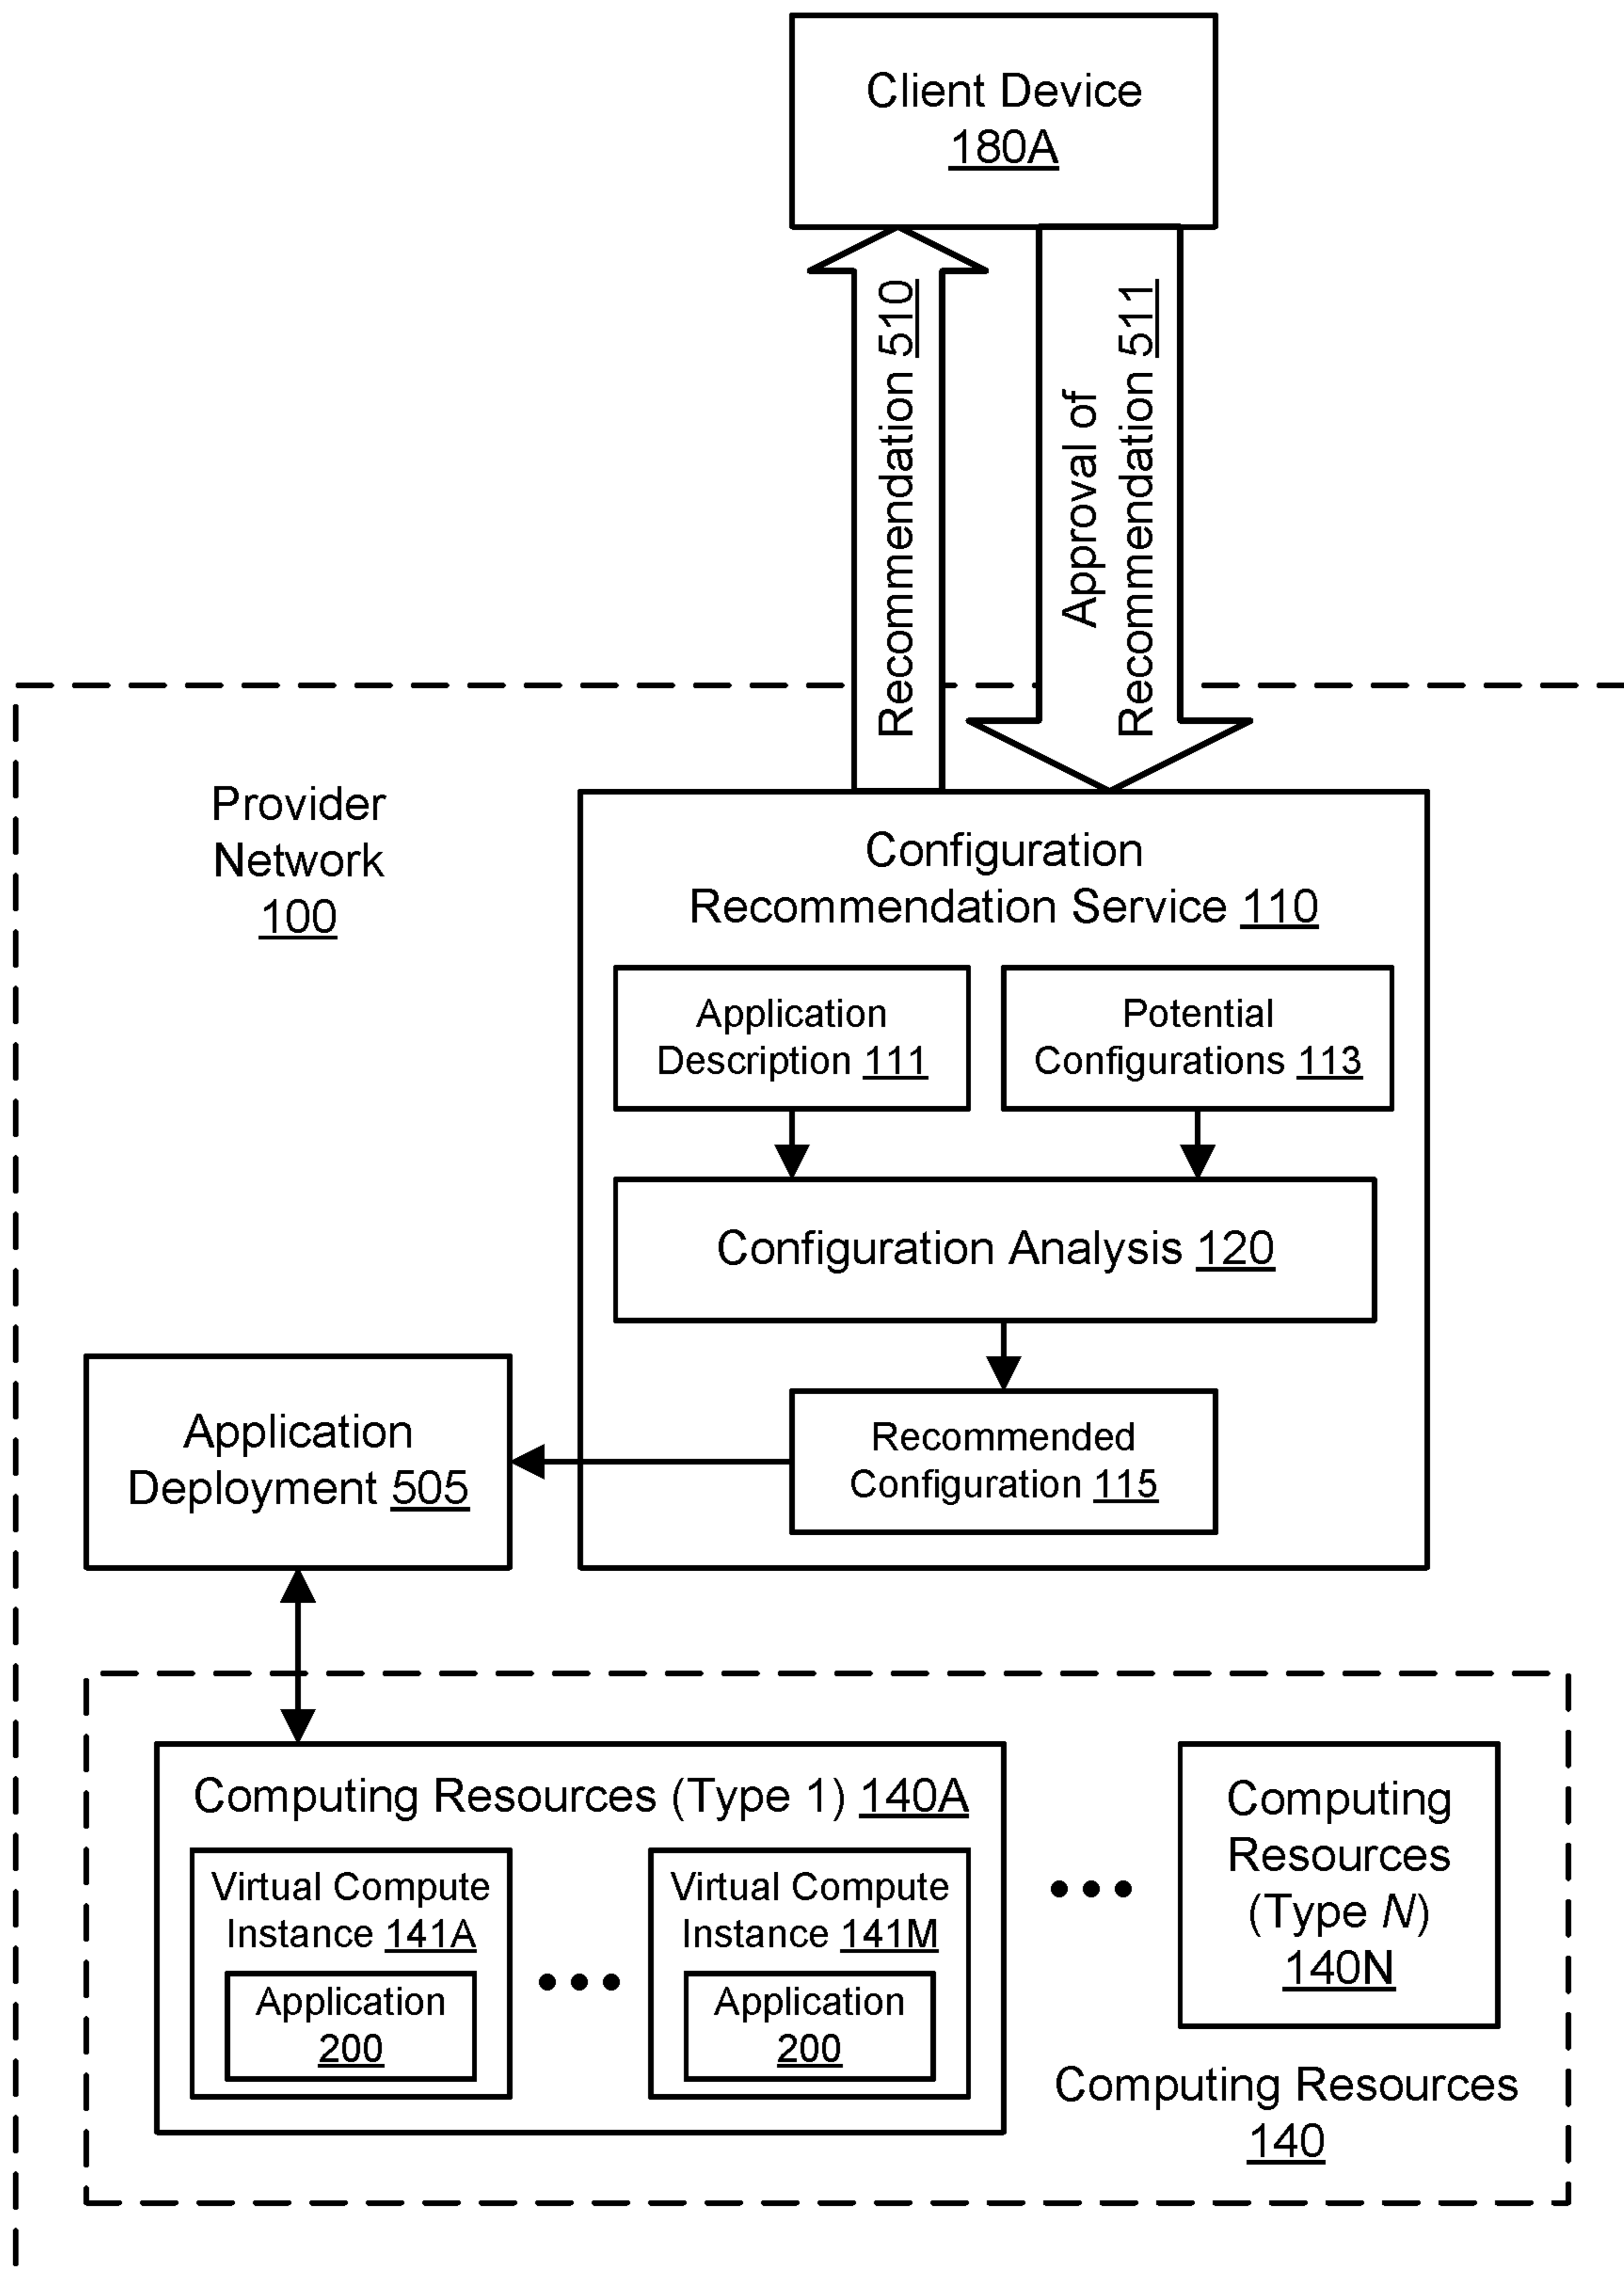 Client Device
180A
Recommendation 510
Approval of
Recommendation 511
Provider
Network
100
Configuration
Recommendation Service 110
Application
Description 111
Potential
Configurations 113
Configuration Analysis 120
Recommended
Configuration 115
Application
Deployment 505
Computing Resources (Type 1) 140A
Virtual Compute
Instance 141A
Application
200
Virtual Compute
Instance 141M
Application
200
Computing
Resources
(Type N)
140N
Computing Resources
140